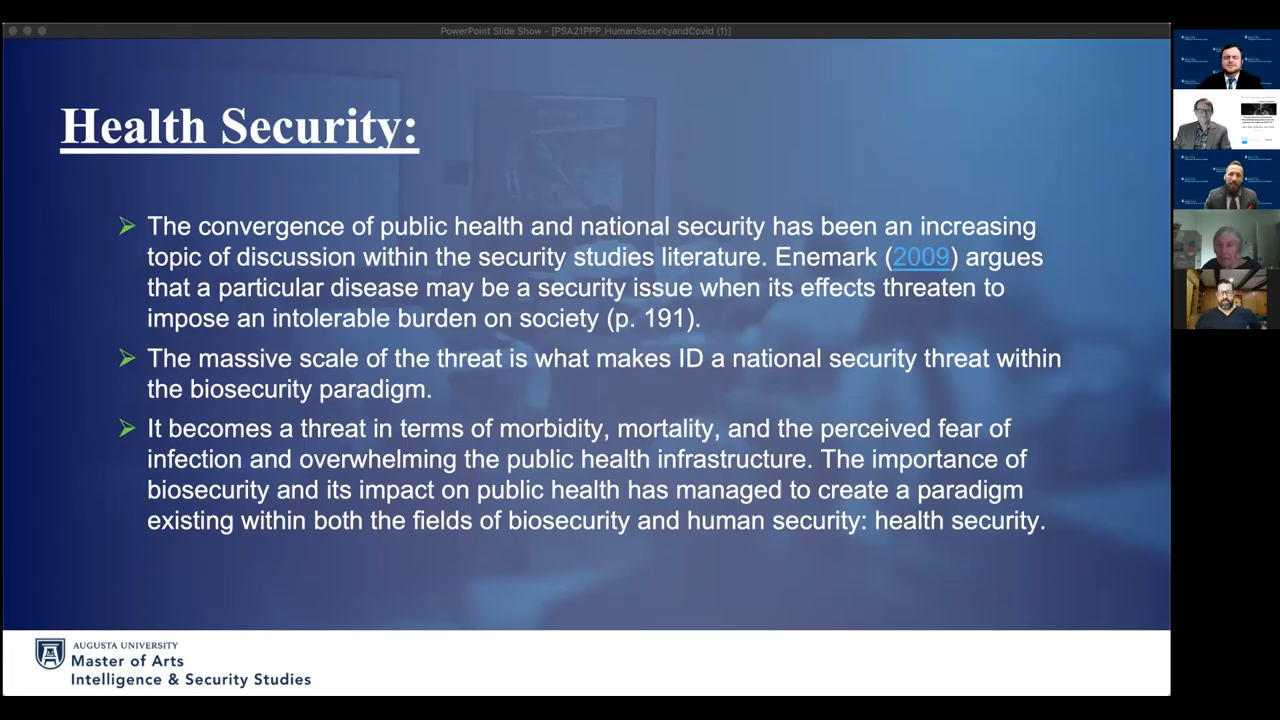 PowerPoint Slide Show - [PSA21PPP_HumanSecurityandCovid (1)]
Health Security:
➢ The convergence of public health and national security has been an increasing
topic of discussion within the security studies literature. Enemark (2009) argues
that a particular disease may be a security issue when its effects threaten to
impose an intolerable burden on society (p. 191).
➢ The massive scale of the threat is what makes ID a national security threat within
the biosecurity paradigm.
➢ It becomes a threat in terms of morbidity, mortality, and the perceived fear of
infection and overwhelming the public health infrastructure. The importance of
biosecurity and its impact on public health has managed to create a paradigm
existing within both the fields of biosecurity and human security: health security.
AUGUSTA UNIVERSITY
Master of Arts
Intelligence & Security Studies